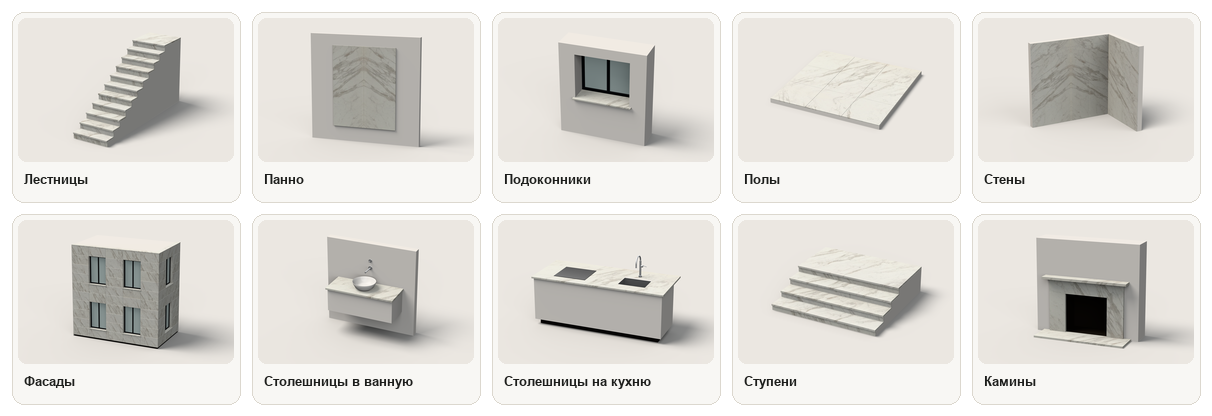 Лестницы
Панно
Подоконники
Полы
Стены
Фасады
Столешницы в ванную
Столешницы на кухню
Ступени
Камины